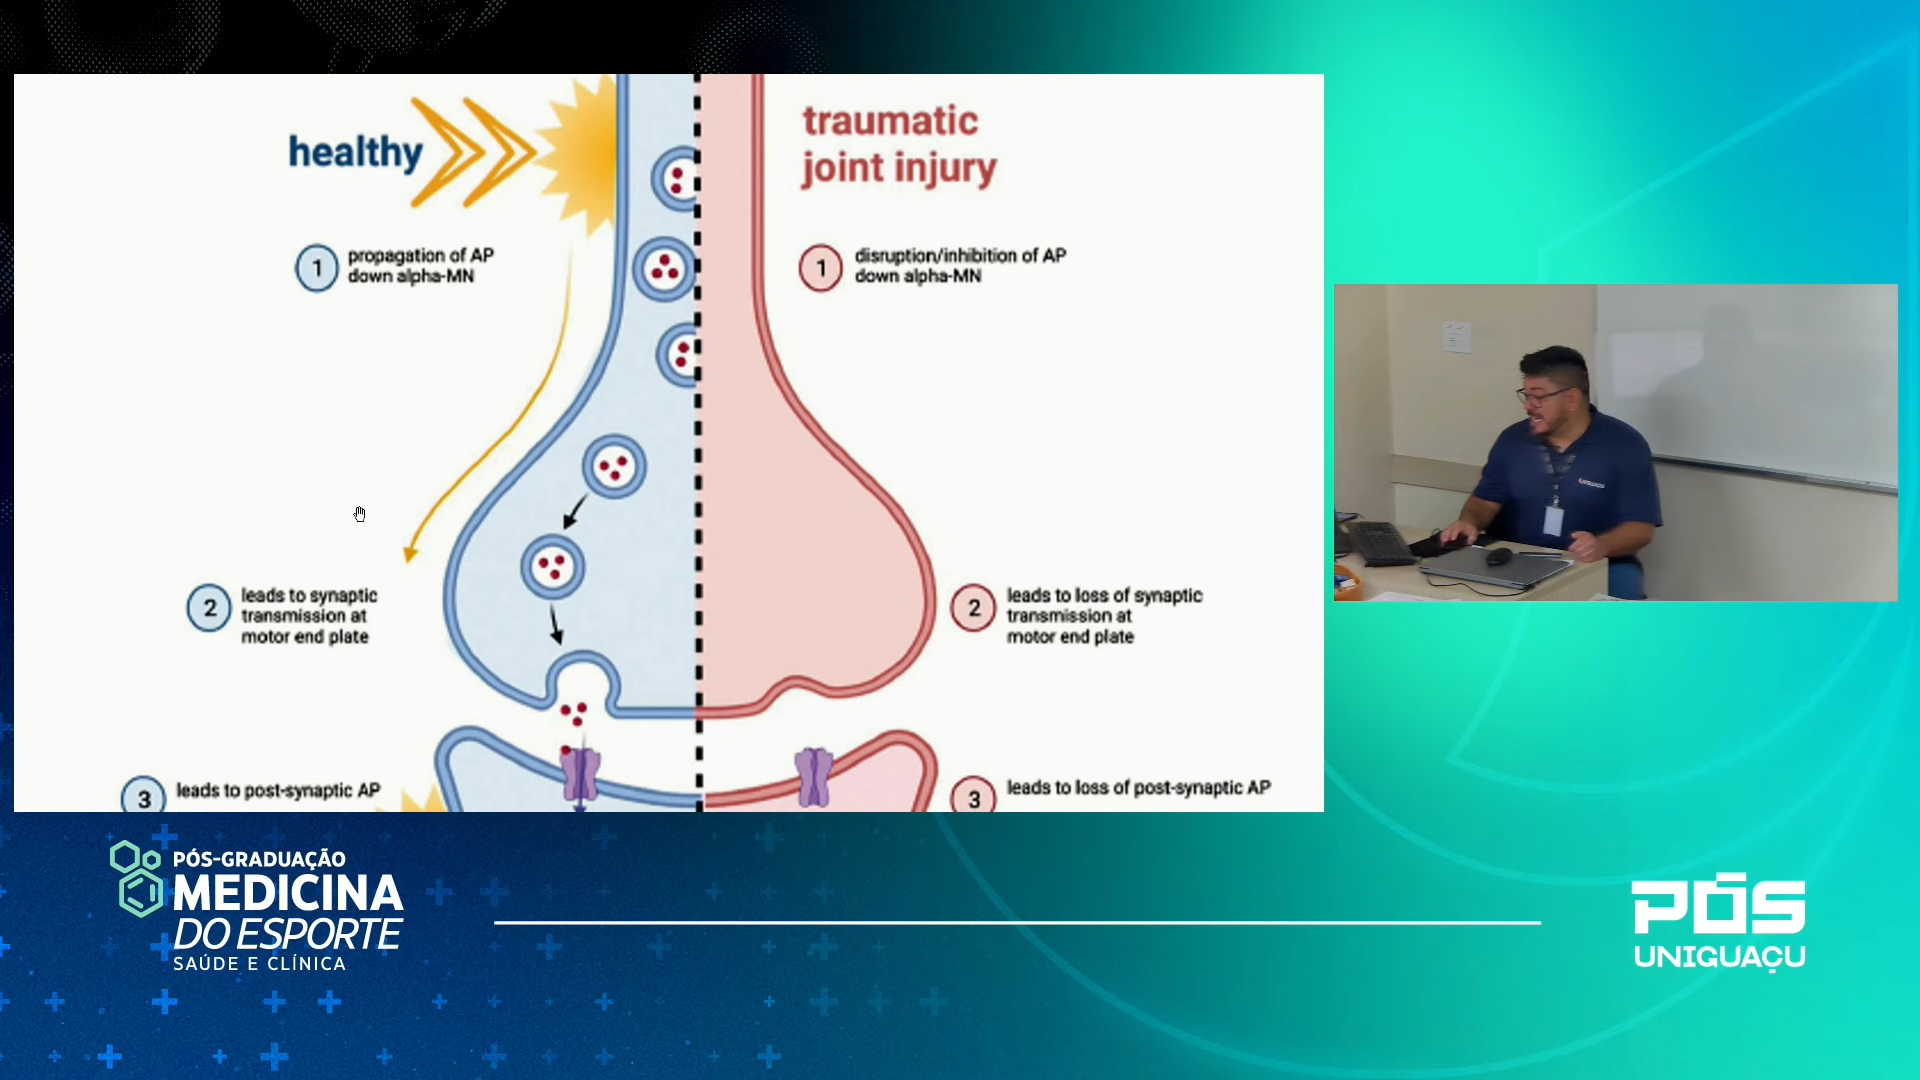 healthy
traumatic
joint injury
1
propagation of AP
down alpha-MN
1
disruption/inhibition of AP
down alpha-MN
2
leads to synaptic
transmission at
motor end plate
2
leads to loss of synaptic
transmission at
motor end plate
3
leads to post-synaptic AP
3
leads to loss of post-synaptic AP
PÓS-GRADUAÇÃO
MEDICINA
DO ESPORTE
SAÚDE E CLÍNICA
PÓS
UNIGUAÇU